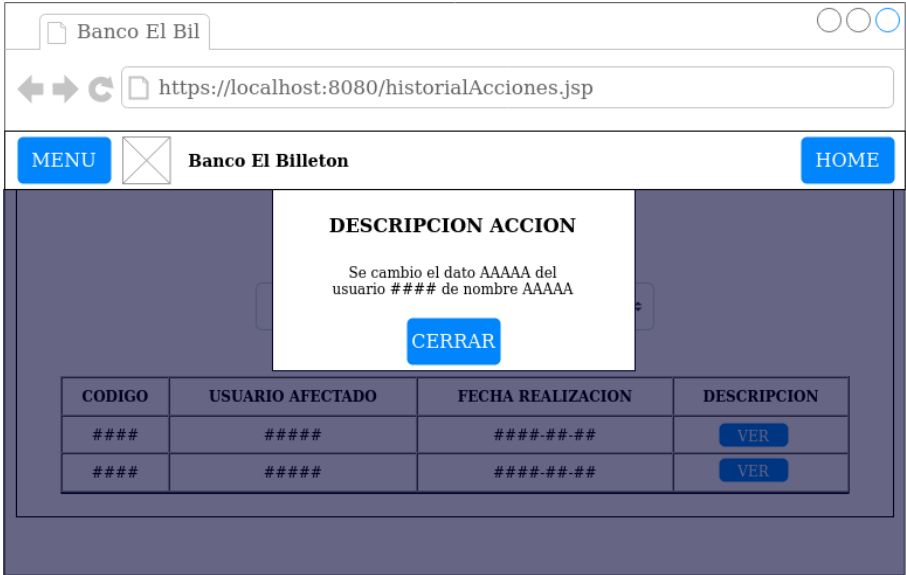 Banco El Bil
https://localhost:8080/historialAcciones.jsp
MENU Banco El Billeton HOME
DESCRIPCION ACCION
Se cambio el dato AAAAA del
usuario #### de nombre AAAAA
CERRAR
CODIGO USUARIO AFECTADO FECHA REALIZACION DESCRIPCION
#### ##### ####-##-## VER
#### ##### ####-##-## VER